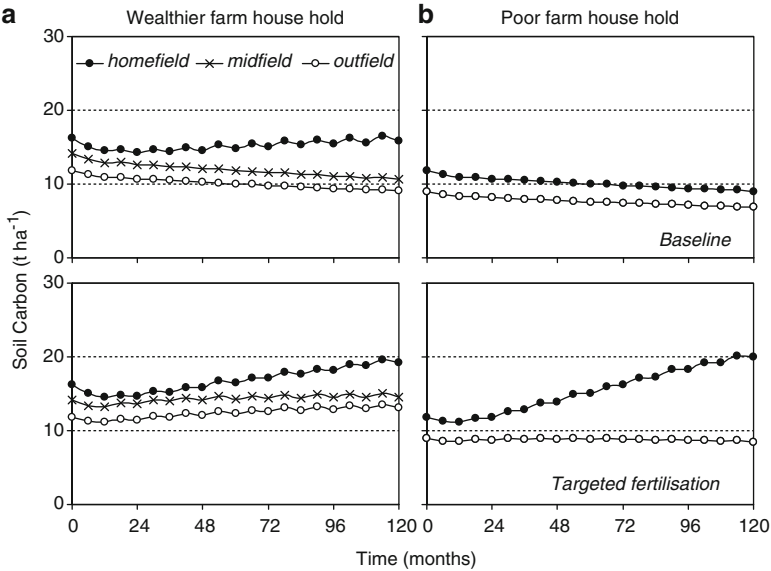 a Wealthier farm house hold b Poor farm house hold
30
homefield midfield outfield
20
10
0
Baseline
Soil Carbon (t ha⁻¹)
30
20
10
0
Targeted fertilisation
0 24 48 72 96 120 0 24 48 72 96 120
Time (months)